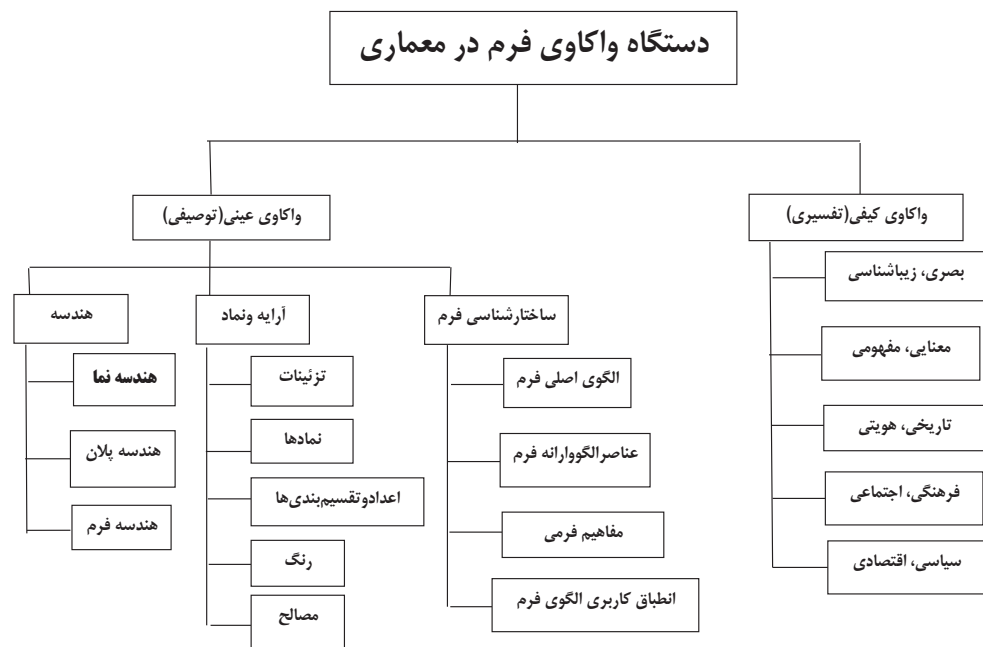 دستگاه واکاوی فرم در معماری
واکاوی کیفی(تفسیری)
بصری، زیباشناسی
معنایی، مفهومی
تاریخی، هویتی
فرهنگی، اجتماعی
سیاسی، اقتصادی
واکاوی عینی(توصیفی)
ساختارشناسی فرم
الگوی اصلی فرم
عناصرالگووارانه فرم
مفاهیم فرمی
انطباق کاربری الگوی فرم
آرایه ونماد
تزئینات
نمادها
اعدادوتقسیم‌بندی‌ها
رنگ
مصالح
هندسه
هندسه نما
هندسه پلان
هندسه فرم